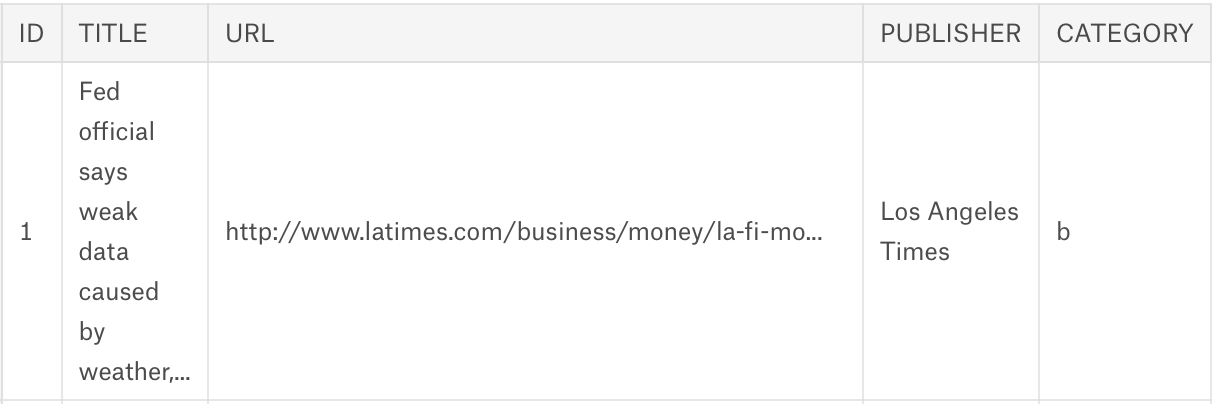 ID TITLE URL PUBLISHER CATEGORY
Fed
official
says
weak
data
caused
by
weather,...
1
http://www.latimes.com/business/money/la-fi-mo...
Los Angeles
Times
b